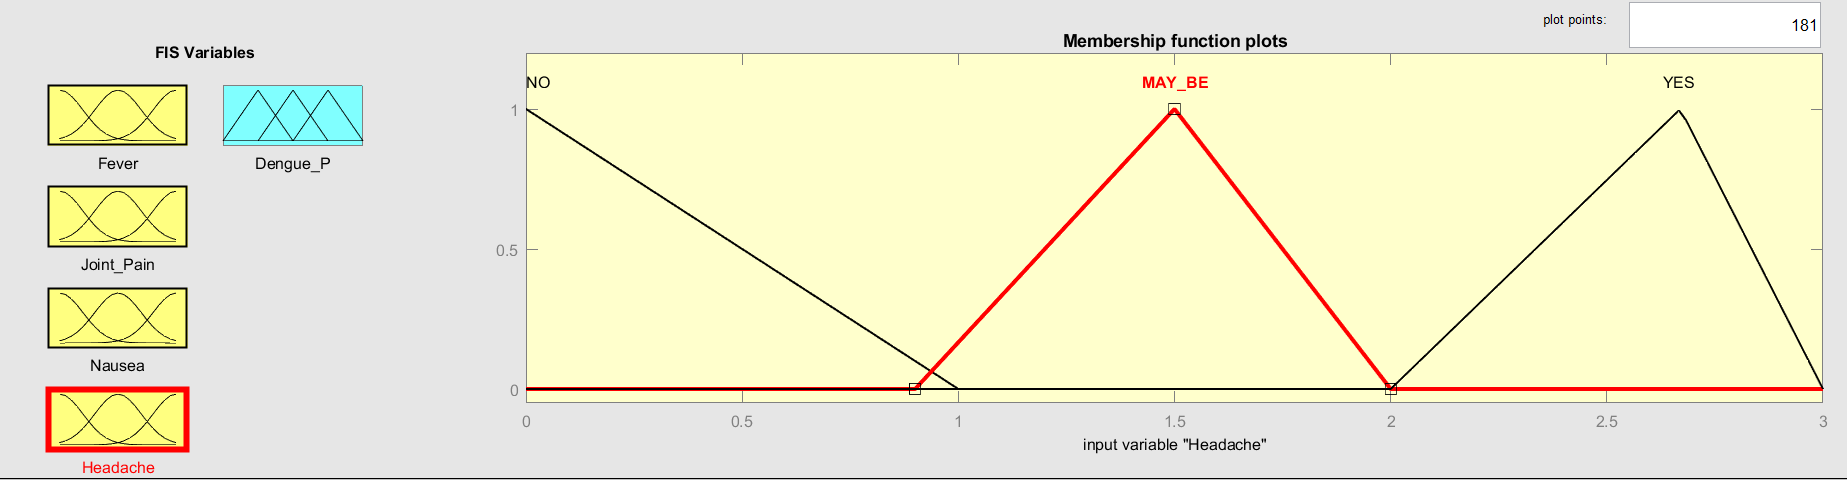 plot points:
181
FIS Variables
Membership function plots
Fever
Dengue_P
Joint_Pain
Nausea
Headache
NO
MAY_BE
YES
1
0.5
0
0
0.5
1
1.5
2
2.5
3
input variable "Headache"